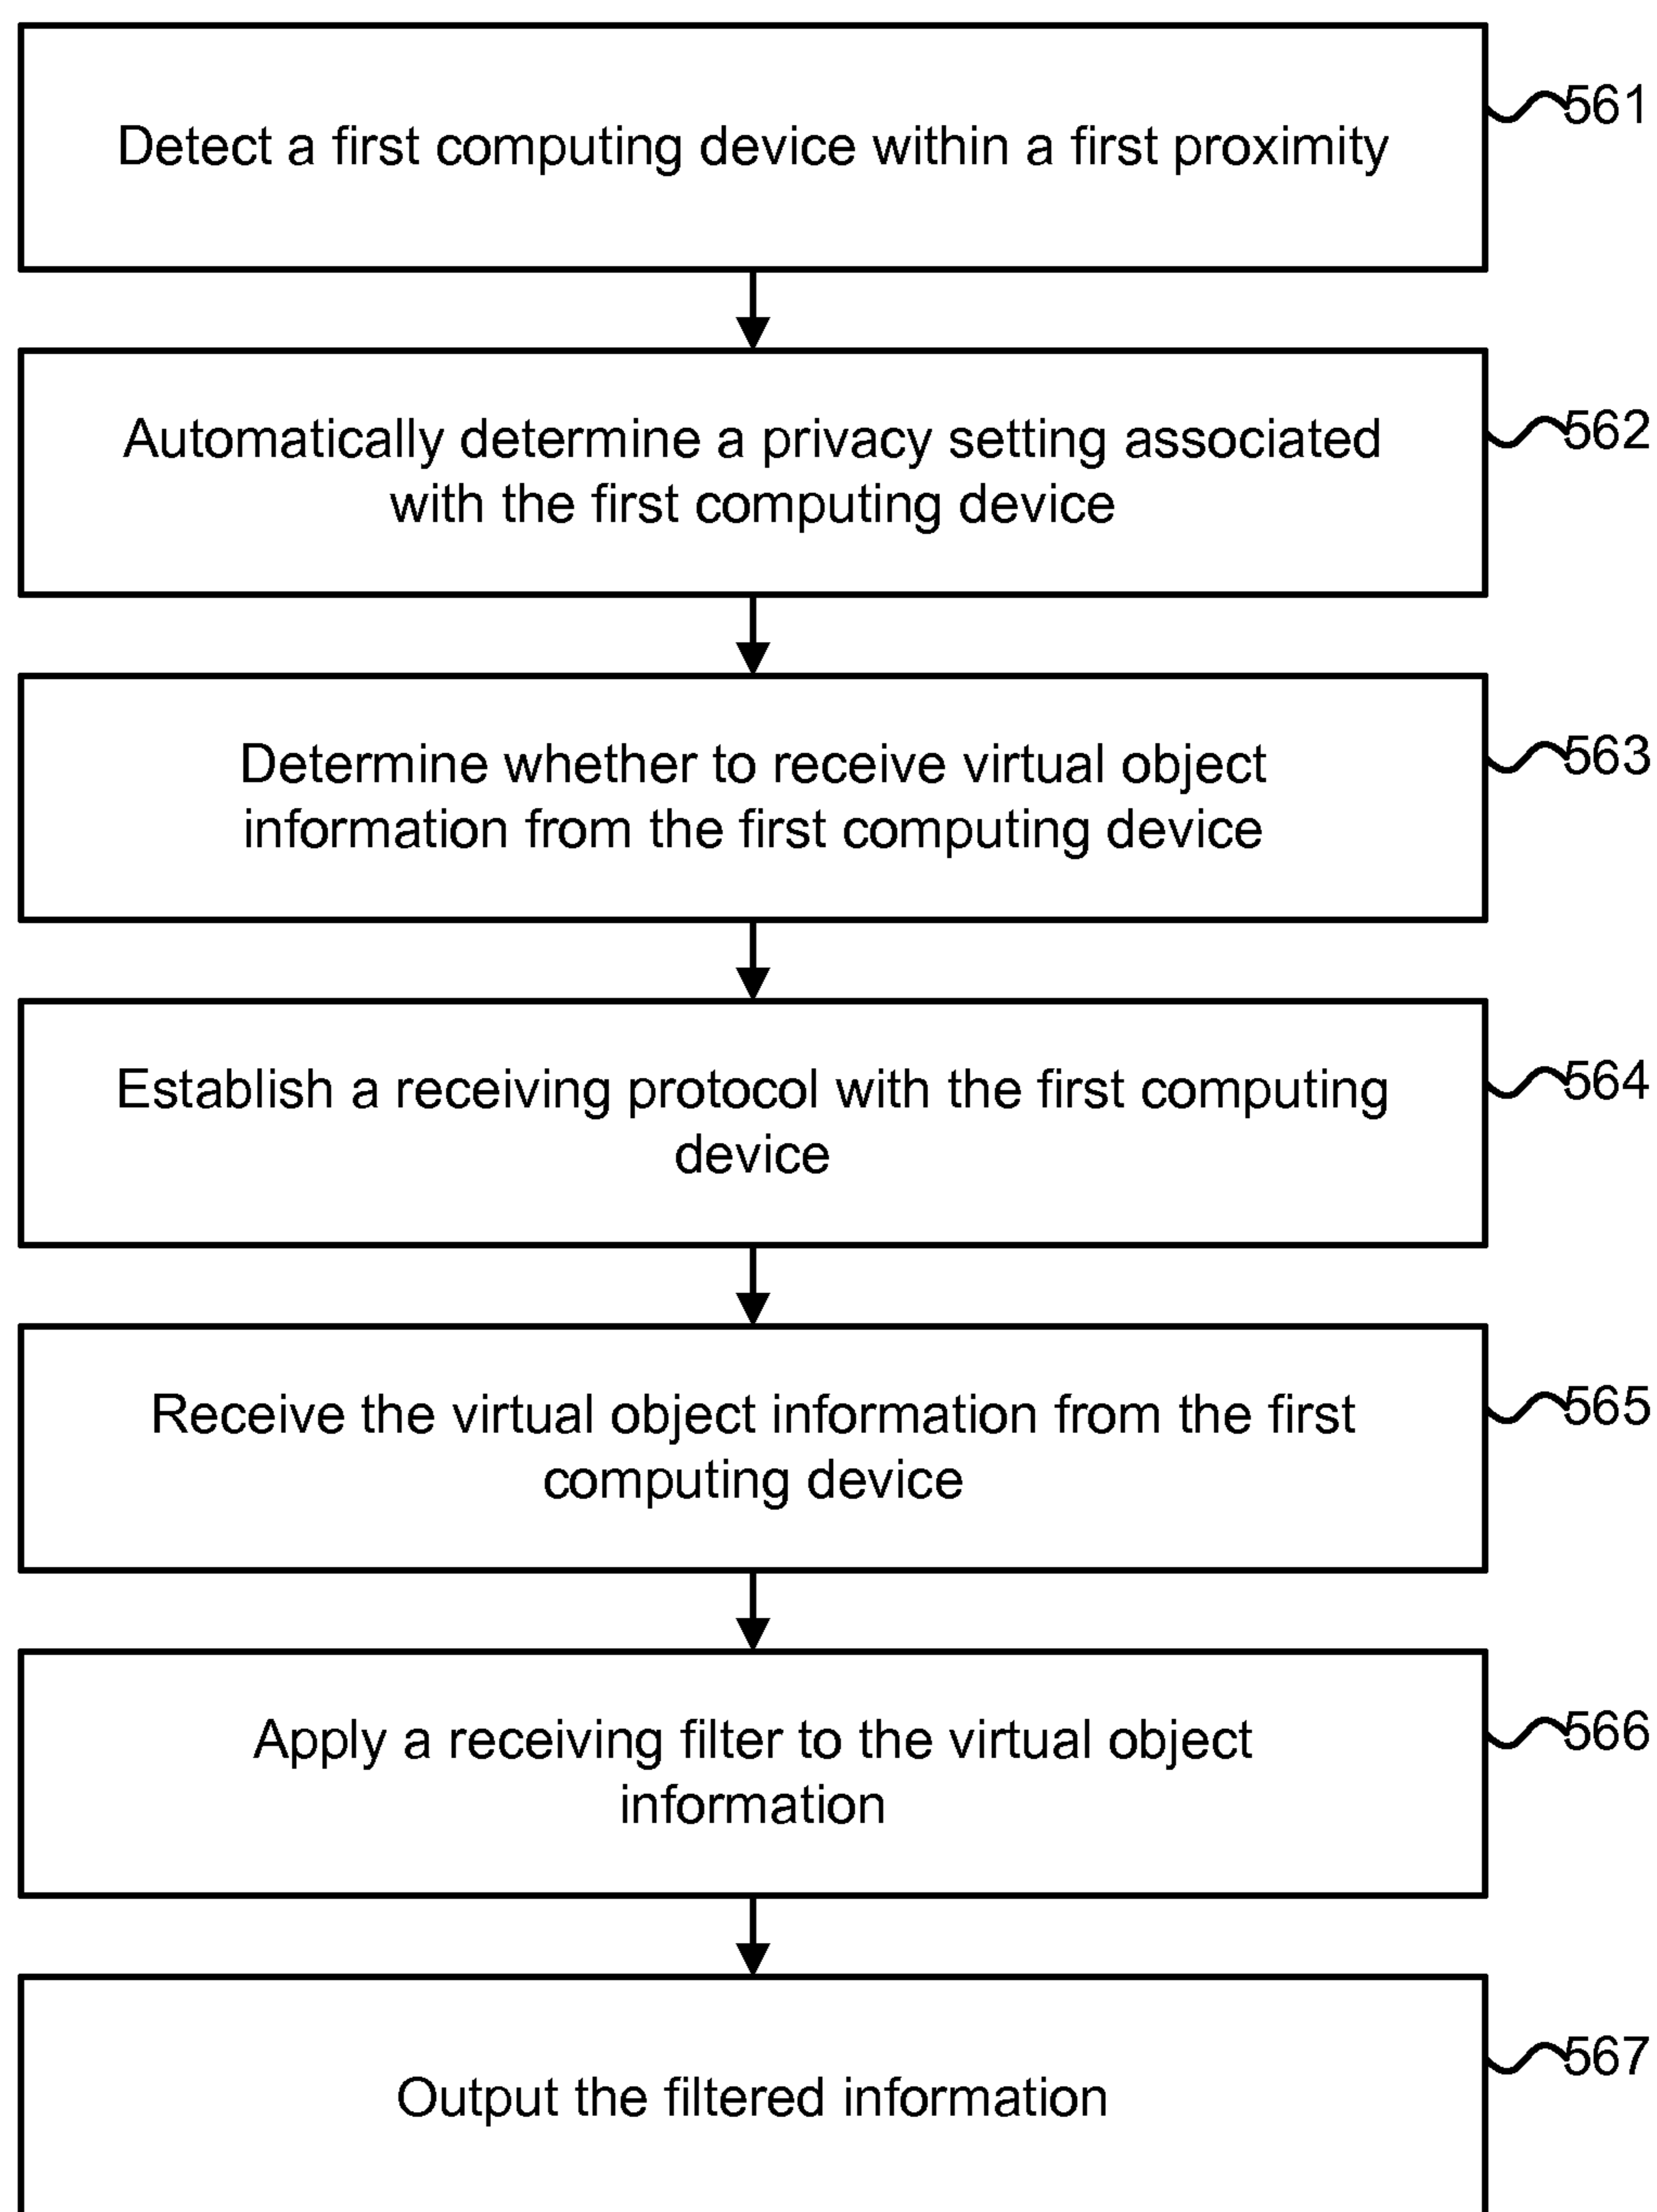 Detect a first computing device within a first proximity
561
Automatically determine a privacy setting associated
with the first computing device
562
Determine whether to receive virtual object
information from the first computing device
563
Establish a receiving protocol with the first computing
device
564
Receive the virtual object information from the first
computing device
565
Apply a receiving filter to the virtual object
information
566
Output the filtered information
567